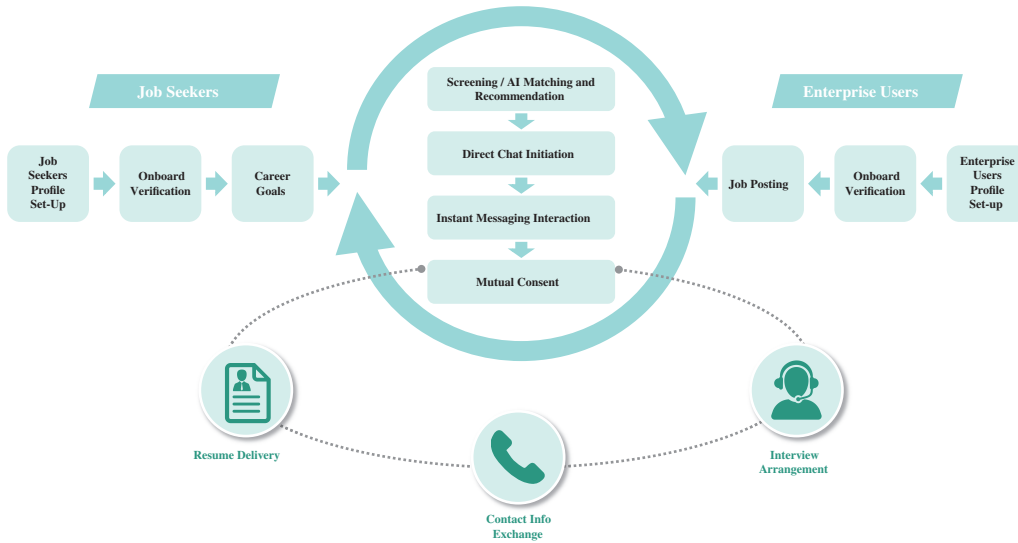 Job Seekers
Enterprise Users
Screening / AI Matching and
Recommendation
Direct Chat Initiation
Instant Messaging Interaction
Mutual Consent
Job
Seekers
Profile
Set-Up
Onboard
Verification
Career
Goals
Job Posting
Onboard
Verification
Enterprise
Users
Profile
Set-up
Resume Delivery
Contact Info
Exchange
Interview
Arrangement